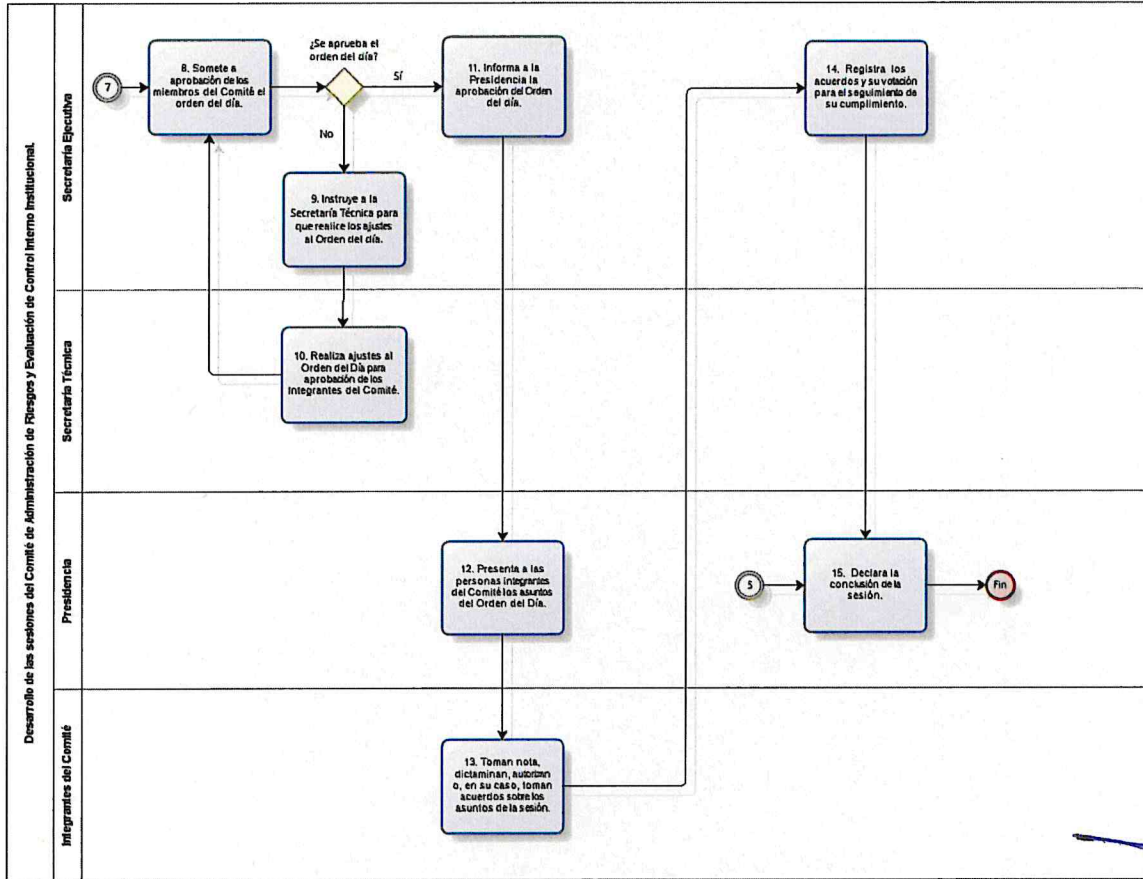 Desarrollo de las sesiones del Comité de Administración de Riesgos y Evaluación de Control Interno Institucional.
Secretaría Ejecutiva
7
8. Somete a
aprobación de los
miembros del Comité el
orden del día.
¿Se aprueba el
orden del día?
Sí
No
9. Instruye a la
Secretaría Técnica para
que realice los ajustes
al Orden del día.
11. Informa a la
Presidencia la
aprobación del Orden
del día.
14. Registra los
acuerdos y su votación
para el seguimiento de
su cumplimiento.
Secretaría Técnica
10. Realiza ajustes al
Orden del Día para
aprobación de los
Integrantes del Comité.
Presidencia
12. Presenta a las
personas integrantes
del Comité los asuntos
del Orden del Día.
5
15. Declara la
conclusión de la
sesión.
Fin
Integrantes del Comité
13. Toman nota,
dictaminan, autorizan
o, en su caso, toman
acuerdos sobre los
asuntos de la sesión.